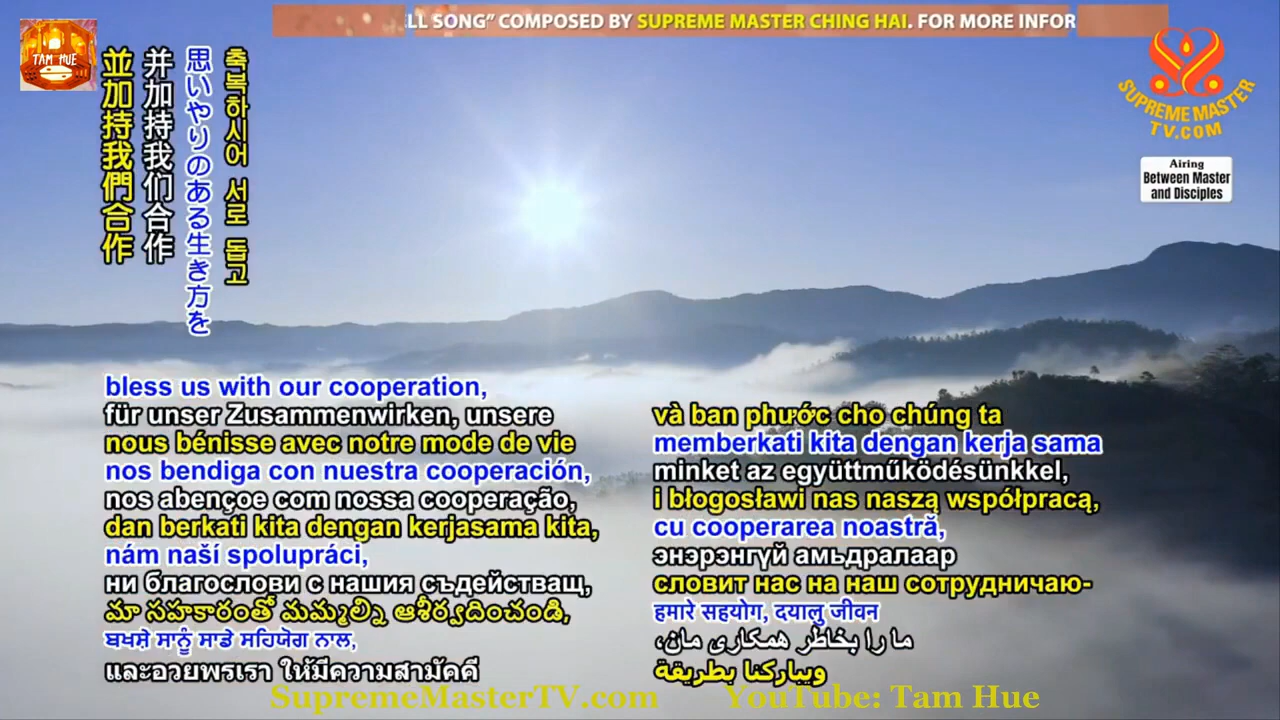 LL SONG” COMPOSED BY SUPREME MASTER CHING HAI. FOR MORE INFOR
TAM HUE
SUPREME MASTER
TV.COM
Airing
Between Master
and Disciples
축복하시어 서로 돕고
思いやりのある生き方を
并加持我们合作
並加持我們合作
bless us with our cooperation,
für unser Zusammenwirken, unsere
nous bénisse avec notre mode de vie
nos bendiga con nuestra cooperación,
nos abençoe com nossa cooperação,
dan berkati kita dengan kerjasama kita,
nám naší spolupráci,
ни благослови с нашия съдействащ,
మా సహకారంతో మమ్మల్ని ఆశీర్వదించండి,
ਬਖਸ਼ੇ ਸਾਨੂੰ ਸਾਡੇ ਸਹਿਯੋਗ ਨਾਲ,
และอวยพรเรา ให้มีความสามัคคี
và ban phước cho chúng ta
memberkati kita dengan kerja sama
minket az együttműködésünkkel,
i błogosławi nas naszą współpracą,
cu cooperarea noastră,
энэрэнгүй амьдралаар
словит нас на наш сотрудничаю-
हमारे सहयोग, दयालु जीवन
ما را بخاطر همکاری مان،
ويباركنا بطريقة
SupremeMasterTV.com YouTube: Tam Hue